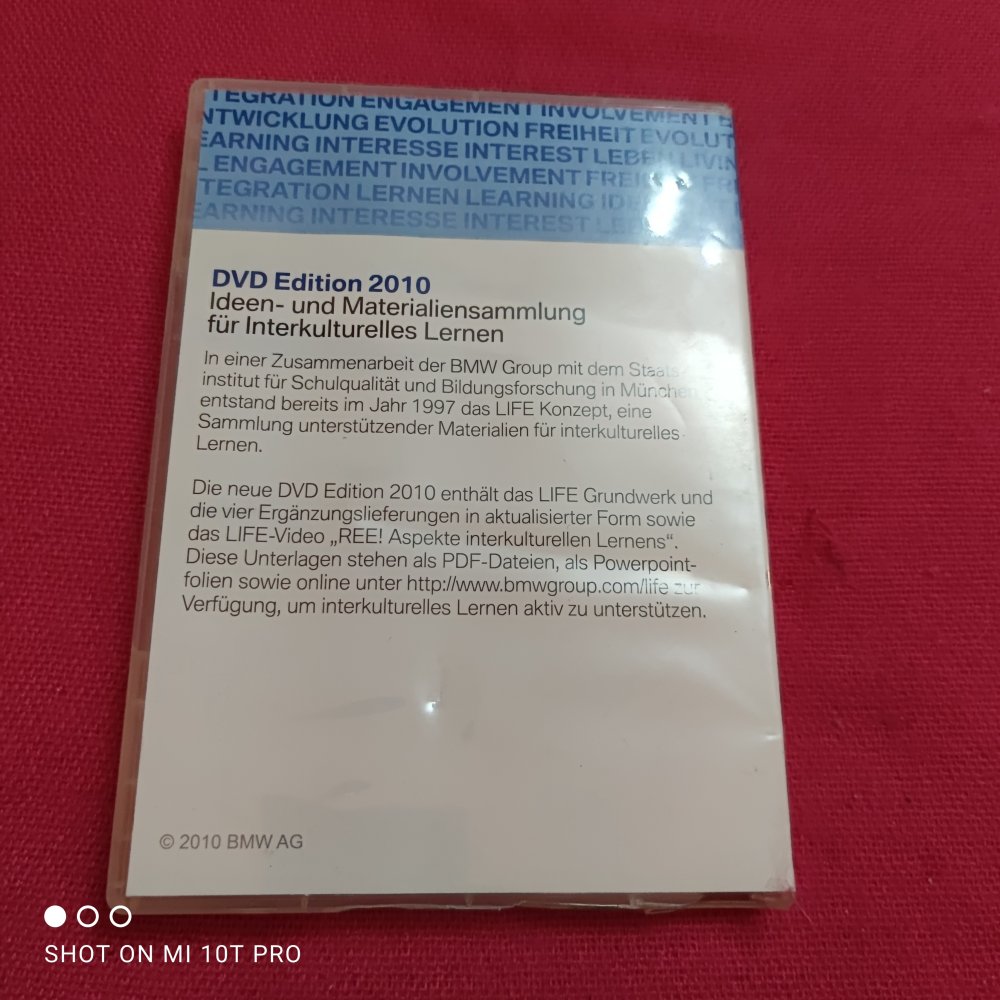 TEGRATION ENGAGEMENT INVOLVEMENT E
NTWICKLUNG EVOLUTION FREIHEIT EVOLUT
EARNING INTERESSE INTEREST LEBEN LIVIN
L ENGAGEMENT INVOLVEMENT FR
NTEGRATION LERNEN LEARNING
EARNING INTERESSE INTEREST
DVD Edition 2010
Ideen- und Materialiensammlung
für Interkulturelles Lernen
In einer Zusammenarbeit der BMW Group mit dem Staats-
institut für Schulqualität und Bildungsforschung in München
entstand bereits im Jahr 1997 das LIFE Konzept, eine
Sammlung unterstützender Materialien für interkulturelles
Lernen.
Die neue DVD Edition 2010 enthält das LIFE Grundwerk und
die vier Ergänzungslieferungen in aktualisierter Form sowie
das LIFE-Video „REE! Aspekte interkulturellen Lernens“.
Diese Unterlagen stehen als PDF-Dateien, als Powerpoint-
folien sowie online unter http://www.bmwgroup.com/life zur
Verfügung, um interkulturelles Lernen aktiv zu unterstützen.
© 2010 BMW AG
SHOT ON MI 10T PRO